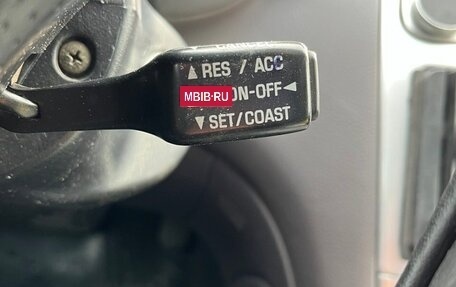 ▲ RES / ACC
MBIB-RU ON-OFF◄
▼ SET/COAST